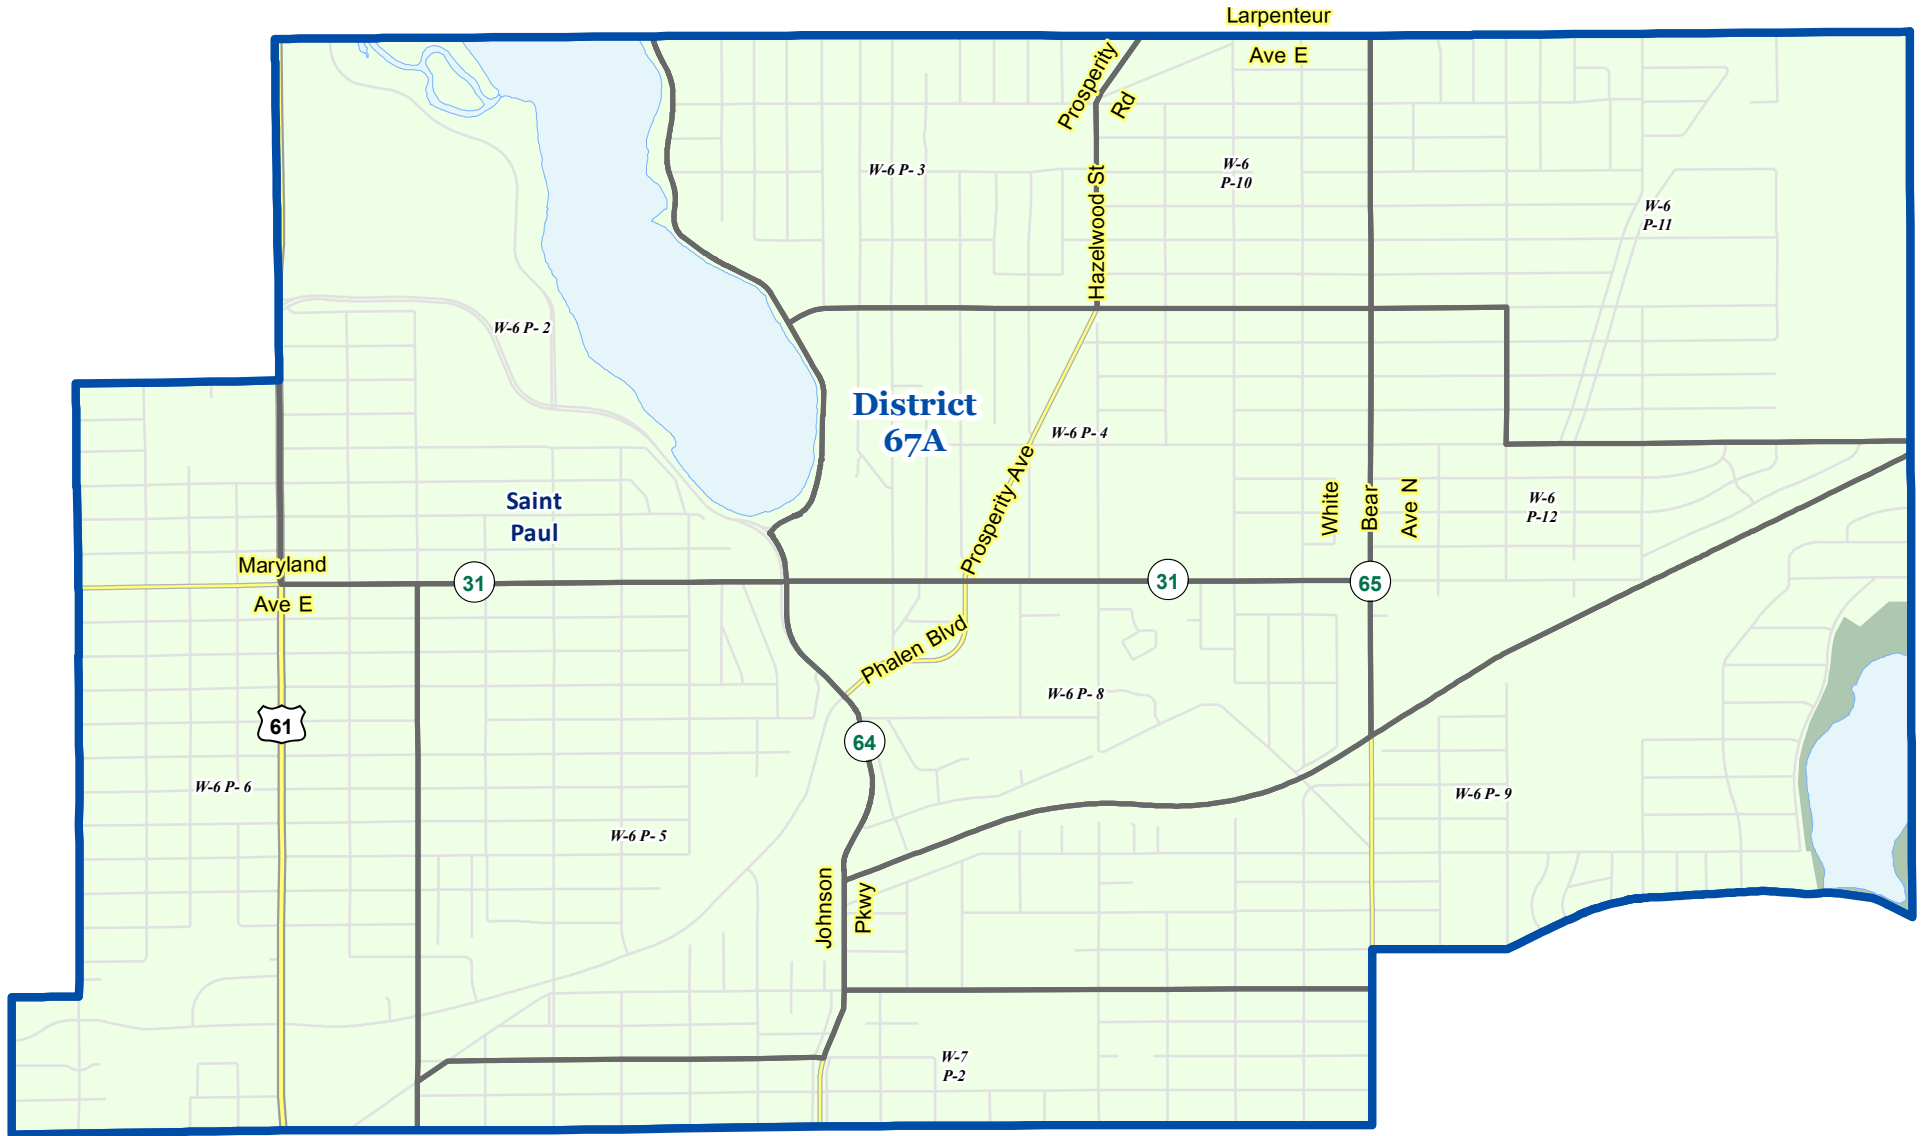 Larpenteur
Ave E
Prosperity
Rd
W-6 P- 3
W-6
P-10
Hazelwood St
W-6
P-11
W-6 P- 2
District
67A
W-6 P- 4
Prosperity Ave
White
Bear
Ave N
W-6
P-12
Saint
Paul
Maryland
Ave E
31
31
65
Phalen Blvd
W-6 P- 8
61
64
W-6 P- 6
W-6 P- 9
W-6 P- 5
Johnson
Pkwy
W-7
P-2